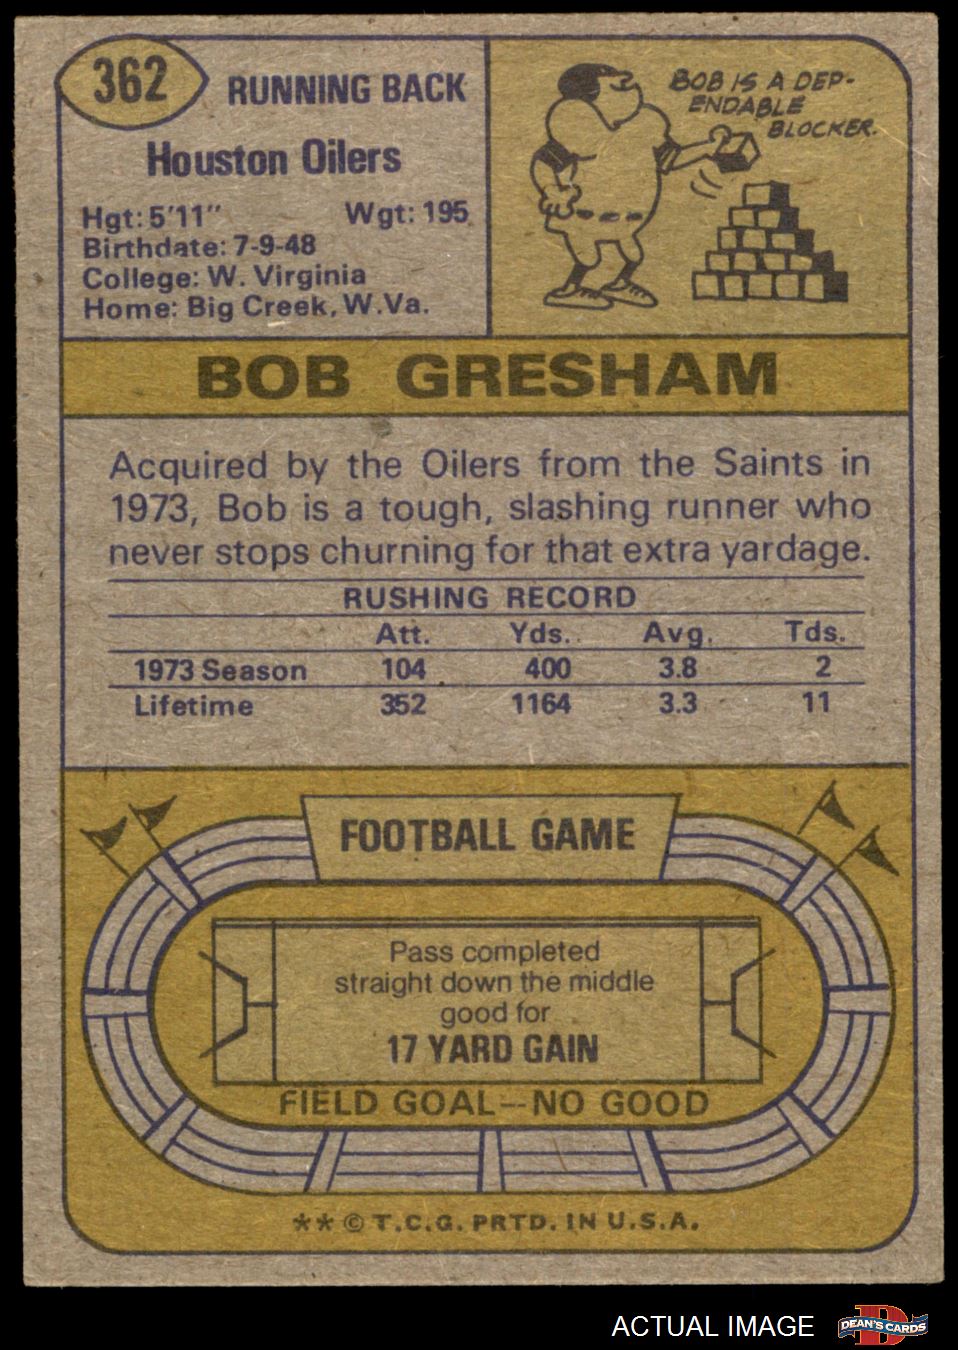 362
RUNNING BACK
Houston Oilers
Hgt: 5'11" Wgt: 195
Birthdate: 7-9-48
College: W. Virginia
Home: Big Creek, W.Va.
BOB IS A DEP-
ENDABLE
BLOCKER.
BOB GRESHAM
Acquired by the Oilers from the Saints in
1973, Bob is a tough, slashing runner who
never stops churning for that extra yardage.
RUSHING RECORD
Att. Yds. Avg. Tds.
1973 Season 104 400 3.8 2
Lifetime 352 1164 3.3 11
FOOTBALL GAME
Pass completed
straight down the middle
good for
17 YARD GAIN
FIELD GOAL—NO GOOD
** © T.C.G. PRTD. IN U.S.A.
ACTUAL IMAGE
D
DEAN'S CARDS